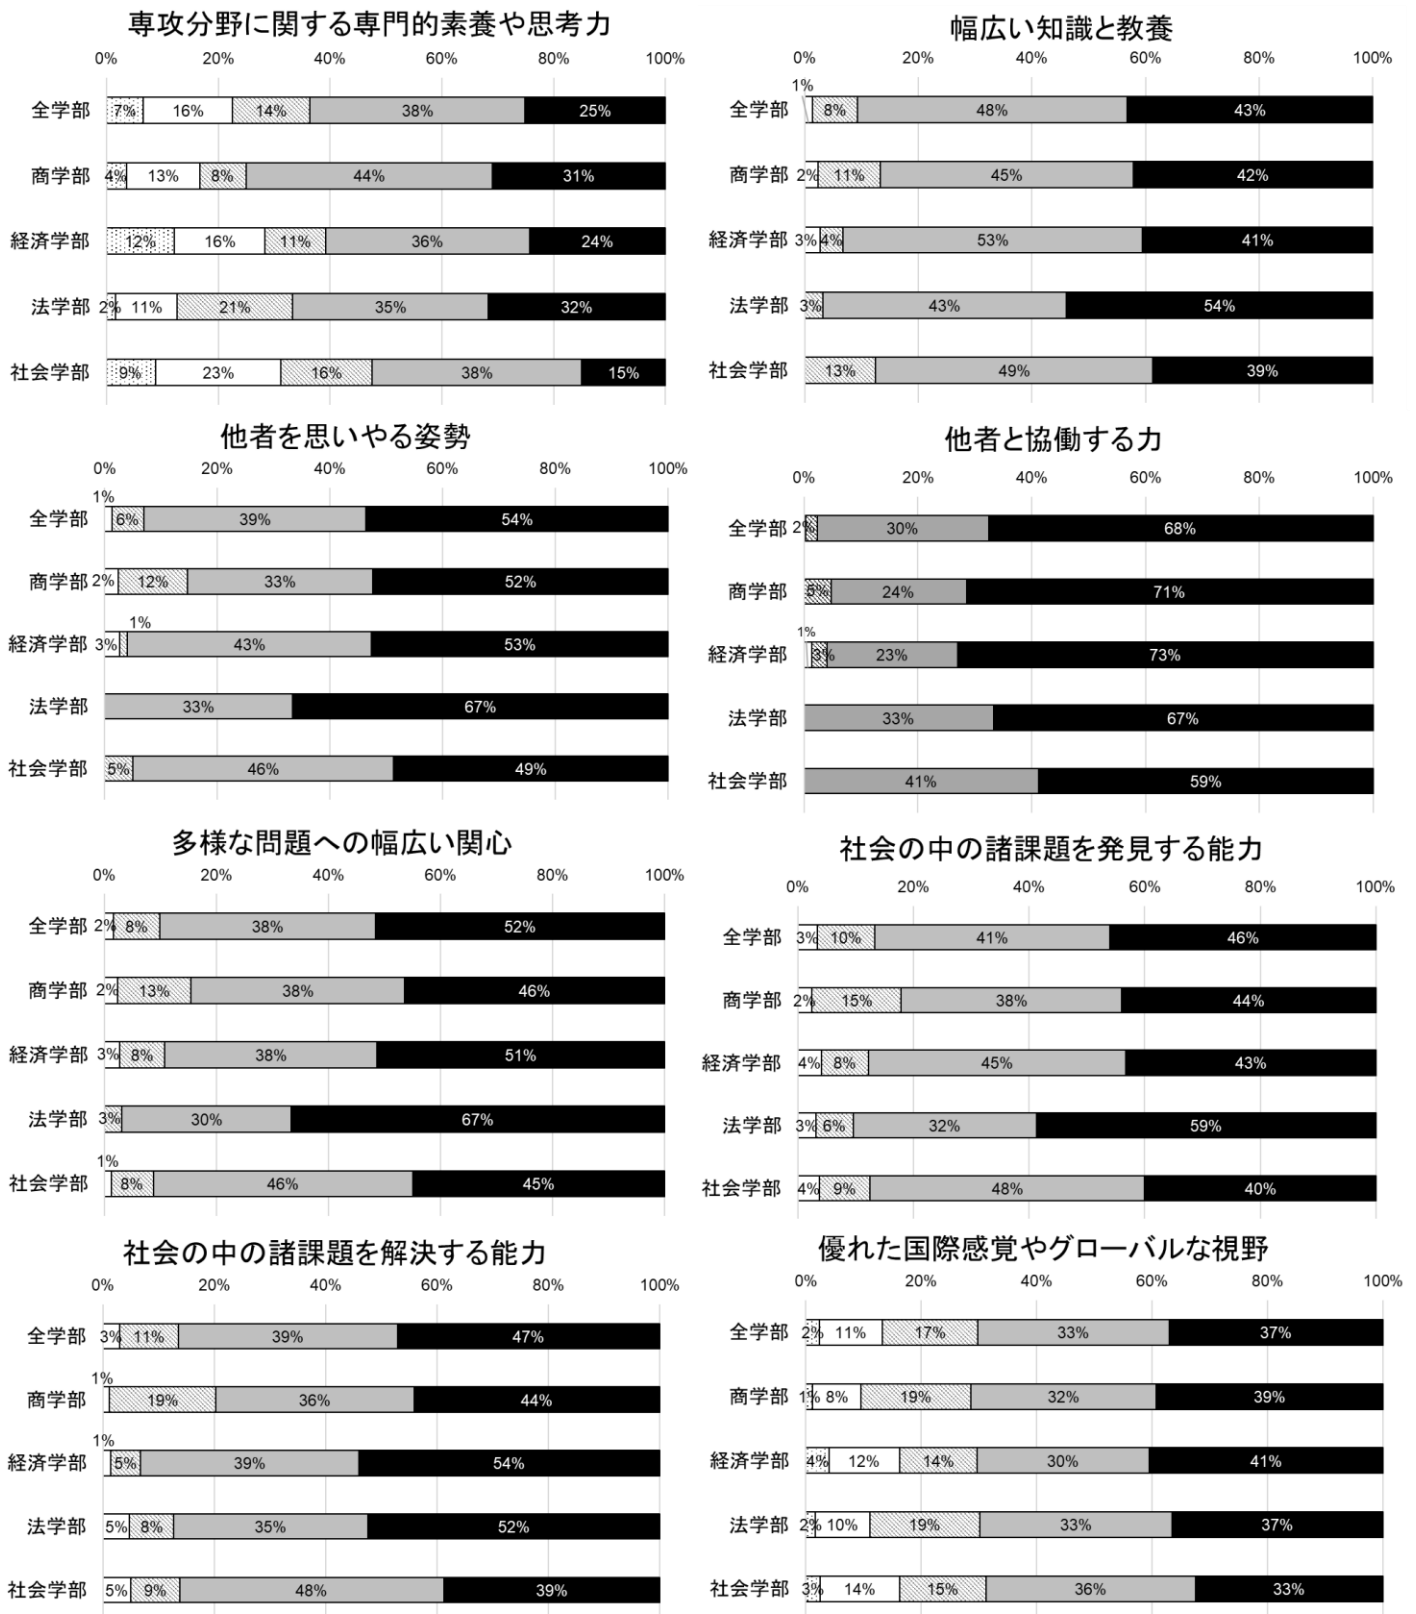 専攻分野に関する専門的素養や思考力
0% 20% 40% 60% 80% 100%
全学部 7% 16% 14% 38% 25%
商学部 4% 13% 8% 44% 31%
経済学部 12% 16% 11% 36% 24%
法学部 2% 11% 21% 35% 32%
社会学部 9% 23% 16% 38% 15%
幅広い知識と教養
0% 20% 40% 60% 80% 100%
1%
全学部 8% 48% 43%
商学部 2% 11% 45% 42%
経済学部 3% 4% 53% 41%
法学部 3% 43% 54%
社会学部 13% 49% 39%
他者を思いやる姿勢
0% 20% 40% 60% 80% 100%
1%
全学部 6% 39% 54%
商学部 2% 12% 33% 52%
1%
経済学部 3% 43% 53%
法学部 33% 67%
社会学部 5% 46% 49%
他者と協働する力
0% 20% 40% 60% 80% 100%
全学部 2% 30% 68%
商学部 5% 24% 71%
1%
経済学部 3% 23% 73%
法学部 33% 67%
社会学部 41% 59%
多様な問題への幅広い関心
0% 20% 40% 60% 80% 100%
全学部 2% 8% 38% 52%
商学部 2% 13% 38% 46%
経済学部 3% 8% 38% 51%
法学部 3% 30% 67%
1%
社会学部 8% 46% 45%
社会の中の諸課題を発見する能力
0% 20% 40% 60% 80% 100%
全学部 3% 10% 41% 46%
商学部 2% 15% 38% 44%
経済学部 4% 8% 45% 43%
法学部 3% 6% 32% 59%
社会学部 4% 9% 48% 40%
社会の中の諸課題を解決する能力
0% 20% 40% 60% 80% 100%
全学部 3% 11% 39% 47%
1%
商学部 19% 36% 44%
1%
経済学部 5% 39% 54%
法学部 5% 8% 35% 52%
社会学部 5% 9% 48% 39%
優れた国際感覚やグローバルな視野
0% 20% 40% 60% 80% 100%
全学部 2% 11% 17% 33% 37%
商学部 1% 8% 19% 32% 39%
経済学部 4% 12% 14% 30% 41%
法学部 2% 10% 19% 33% 37%
社会学部 3% 14% 15% 36% 33%